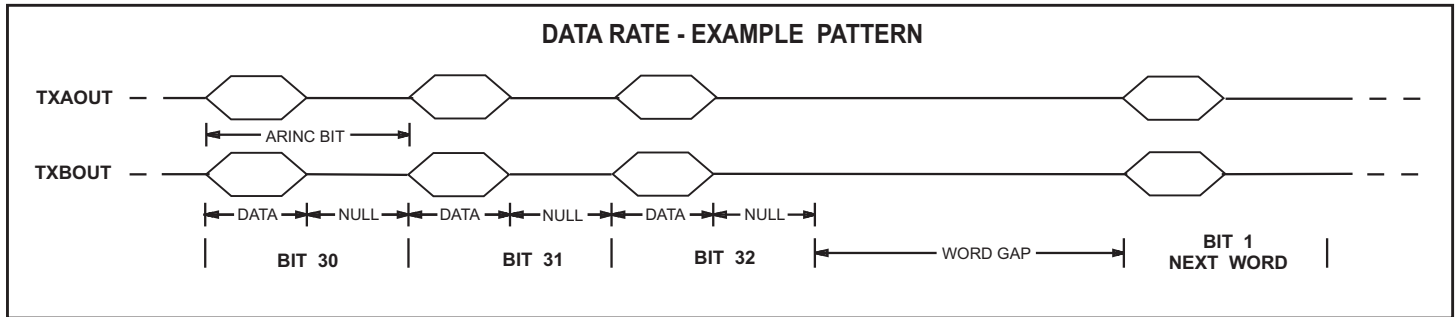 DATA RATE - EXAMPLE PATTERN
TXAOUT
ARINC BIT
TXBOUT
DATA NULL DATA NULL DATA NULL
BIT 30 BIT 31 BIT 32 WORD GAP BIT 1
NEXT WORD